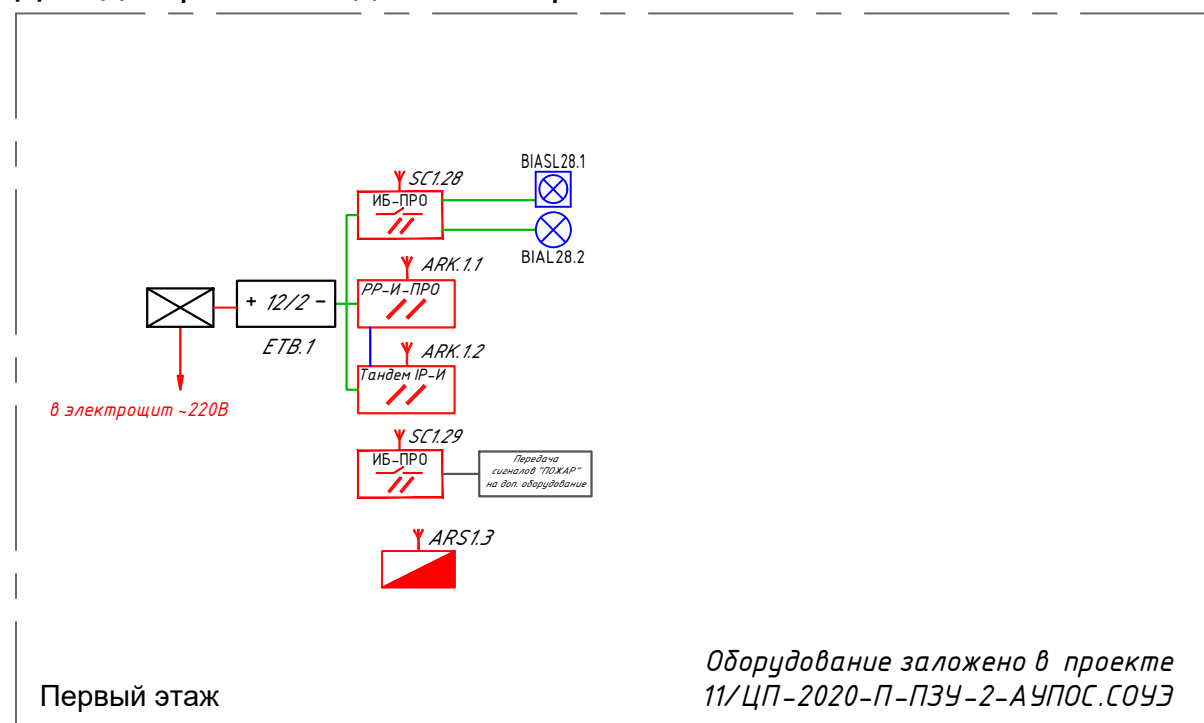 BIASL28.1
SC1.28
ИБ-ПРО
BIAL28.2
ARK.1.1
РР-И-ПРО
+ 12/2 -
ETB.1
ARK.1.2
Тандем IP-И
в электрощит ~220В
SC1.29
ИБ-ПРО
Передача
сигналов "ПОЖАР"
на доп. оборудование
ARS1.3
Оборудование заложено в проекте
11/ЦП-2020-П-ПЗУ-2-АУПОС.СОУЭ
Первый этаж